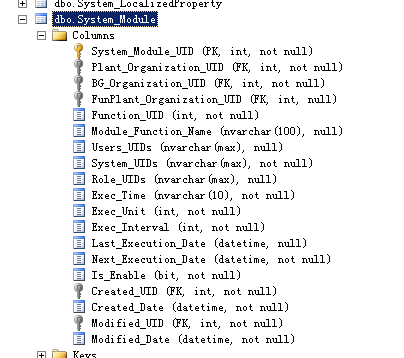 dbo.System_LocalizedProperty
dbo.System_Module
Columns
System_Module_UID (PK, int, not null)
Plant_Organization_UID (FK, int, null)
BG_Organization_UID (FK, int, null)
FunPlant_Organization_UID (FK, int, null)
Function_UID (int, not null)
Module_Function_Name (nvarchar(100), null)
Users_UIDs (nvarchar(max), null)
System_UIDs (nvarchar(max), not null)
Role_UIDs (nvarchar(max), null)
Exec_Time (nvarchar(10), not null)
Exec_Unit (int, not null)
Exec_Interval (int, not null)
Last_Execution_Date (datetime, null)
Next_Execution_Date (datetime, not null)
Is_Enable (bit, not null)
Created_UID (FK, int, not null)
Created_Date (datetime, not null)
Modified_UID (FK, int, not null)
Modified_Date (datetime, not null)
Keys